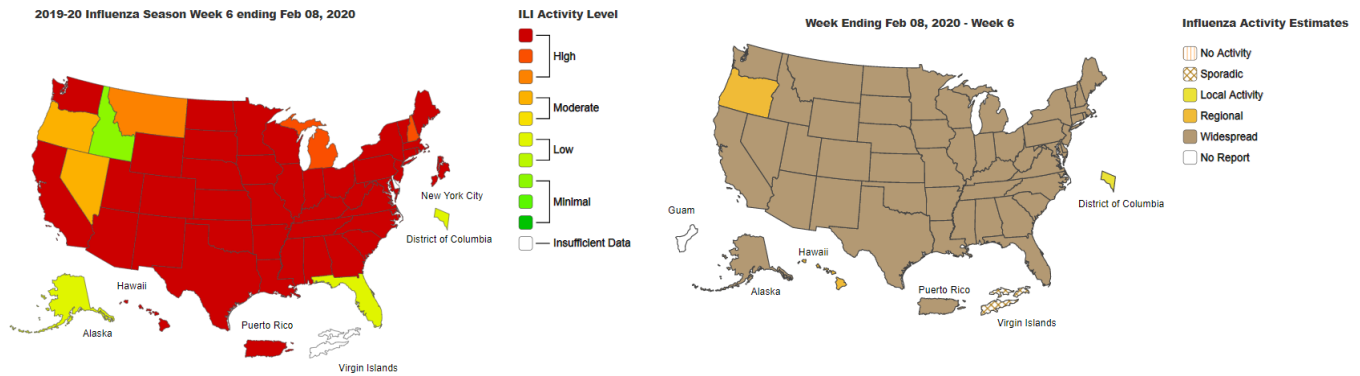 2019-20 Influenza Season Week 6 ending Feb 08, 2020
ILI Activity Level
High
Moderate
Low
Minimal
Insufficient Data
New York City
District of Columbia
Hawaii
Alaska
Puerto Rico
Virgin Islands
Week Ending Feb 08, 2020 - Week 6
Influenza Activity Estimates
No Activity
Sporadic
Local Activity
Regional
Widespread
No Report
District of Columbia
Guam
Hawaii
Alaska
Puerto Rico
Virgin Islands